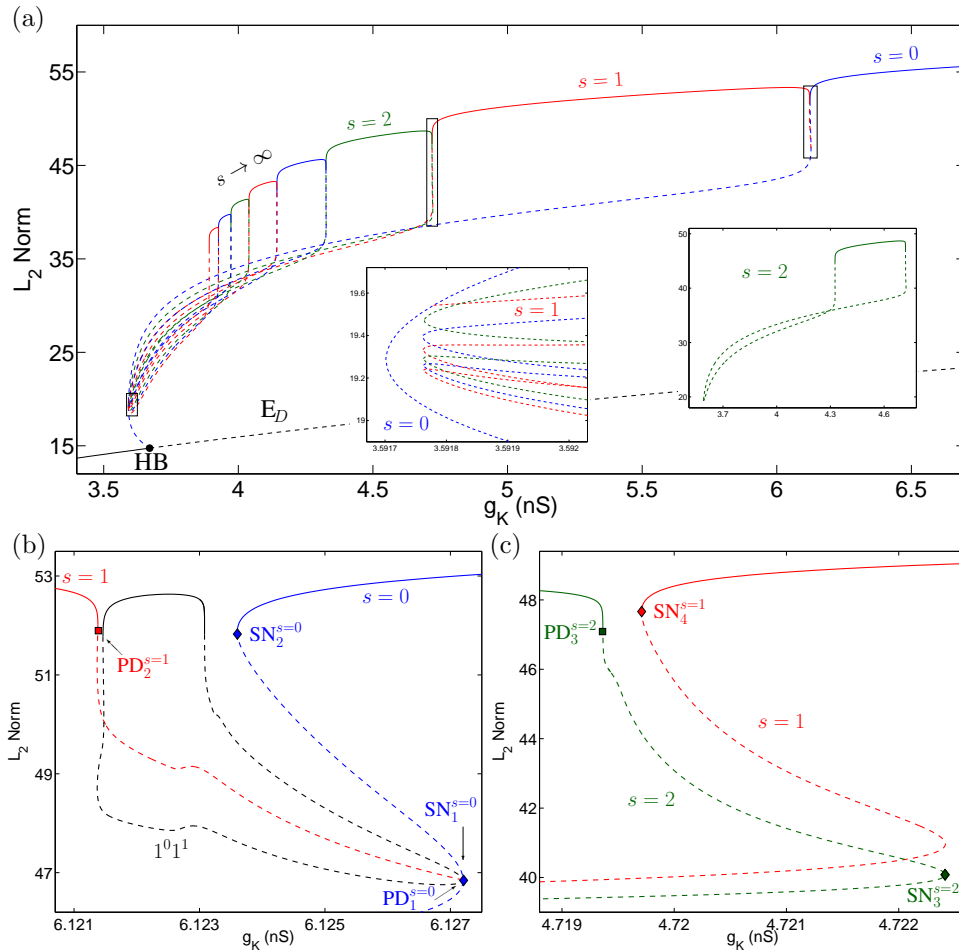 (a)
s = 0
s = 1
s = 2
s → ∞
55
45
35
25
15
L2 Norm
19.6
19.4
19.2
19
s = 1
s = 0
3.5917
3.5918
3.5919
3.592
50
40
30
20
s = 2
3.7
4
4.3
4.6
E_D
HB
3.5
4
4.5
5
5.5
6
6.5
g_K (nS)
(b)
53
51
49
47
L2 Norm
s = 1
s = 0
PD_2^{s=1}
SN_2^{s=0}
SN_1^{s=0}
PD_1^{s=0}
1^0 1^1
6.121
6.123
6.125
6.127
g_K (nS)
(c)
48
46
44
42
40
L2 Norm
SN_4^{s=1}
PD_3^{s=2}
s = 1
s = 2
SN_3^{s=2}
4.719
4.72
4.721
4.722
g_K (nS)